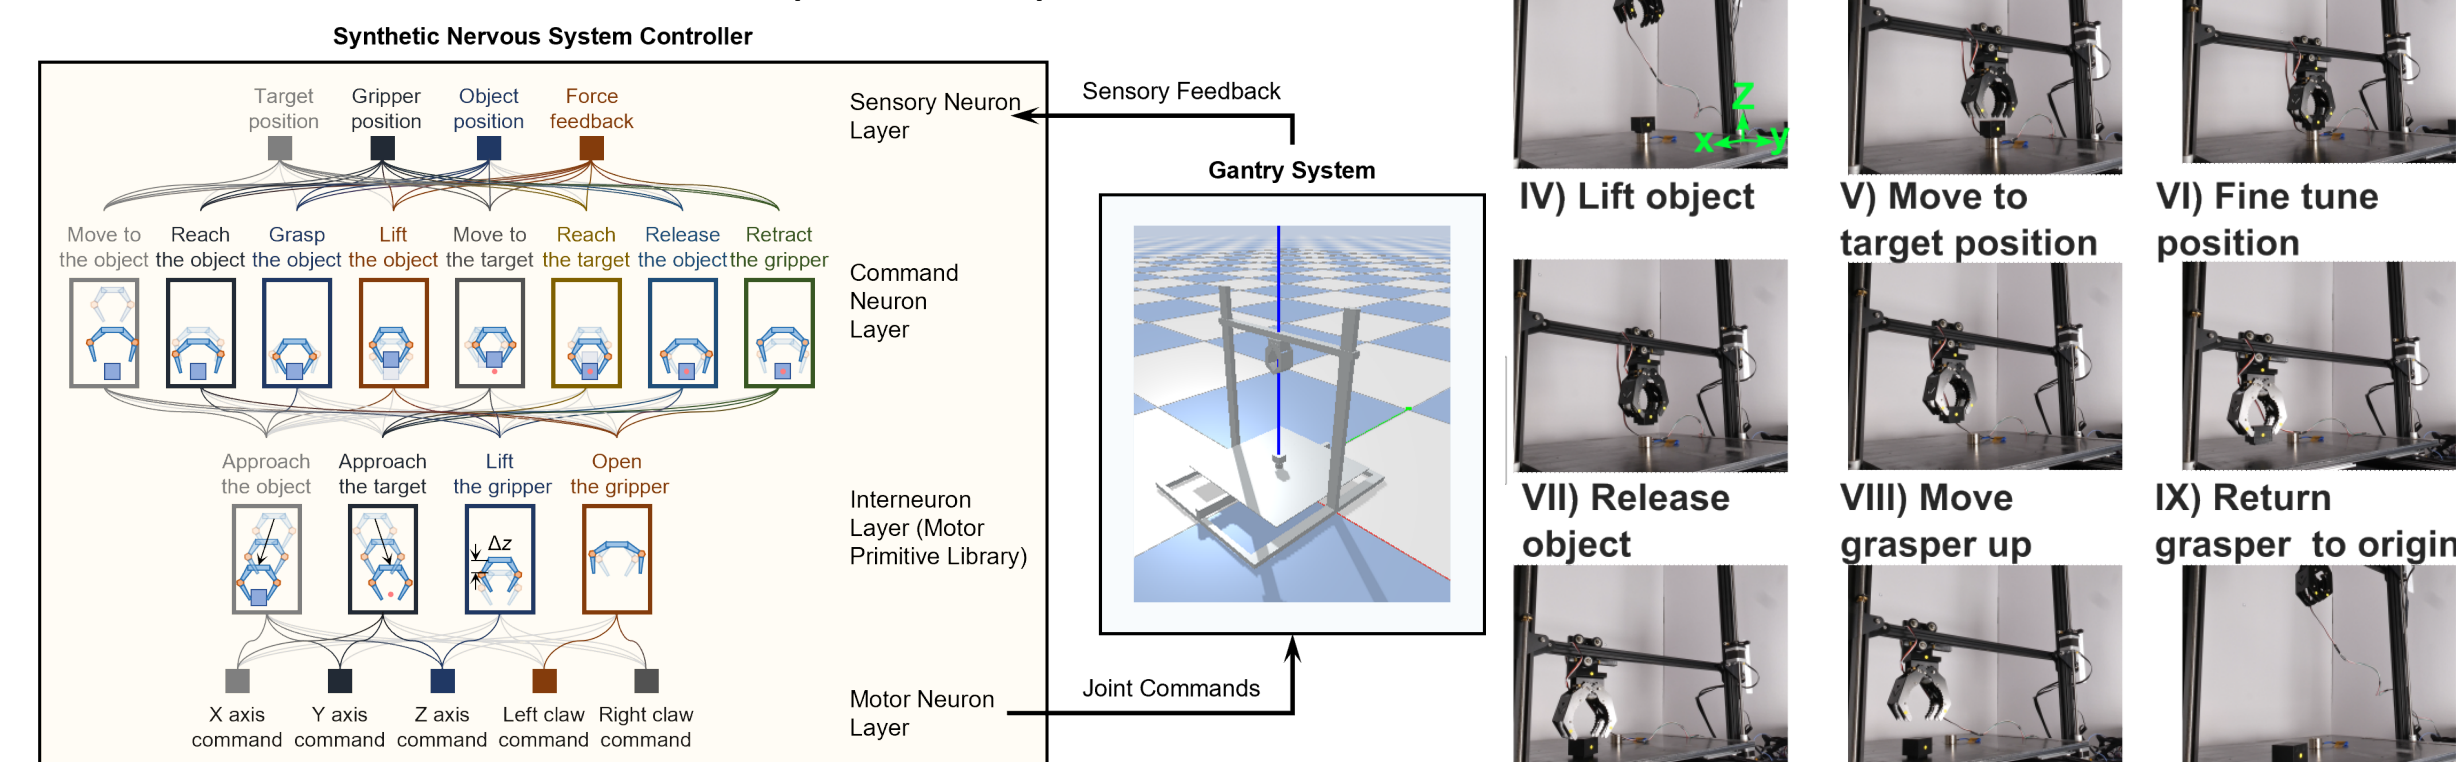 Synthetic Nervous System Controller
Target
position
Gripper
position
Object
position
Force
feedback
Sensory Neuron
Layer
Move to
the object
Reach
the object
Grasp
the object
Lift
the object
Move to
the target
Reach
the target
Release
the object
Retract
the gripper
Command
Neuron
Layer
Approach
the object
Approach
the target
Lift
the gripper
Open
the gripper
Δz
Interneuron
Layer (Motor
Primitive Library)
X axis
command
Y axis
command
Z axis
command
Left claw
command
Right claw
command
Motor Neuron
Layer
Sensory Feedback
Gantry System
Joint Commands
Z
x
y
IV) Lift object
V) Move to
target position
VI) Fine tune
position
VII) Release
object
VIII) Move
grasper up
IX) Return
grasper to origin